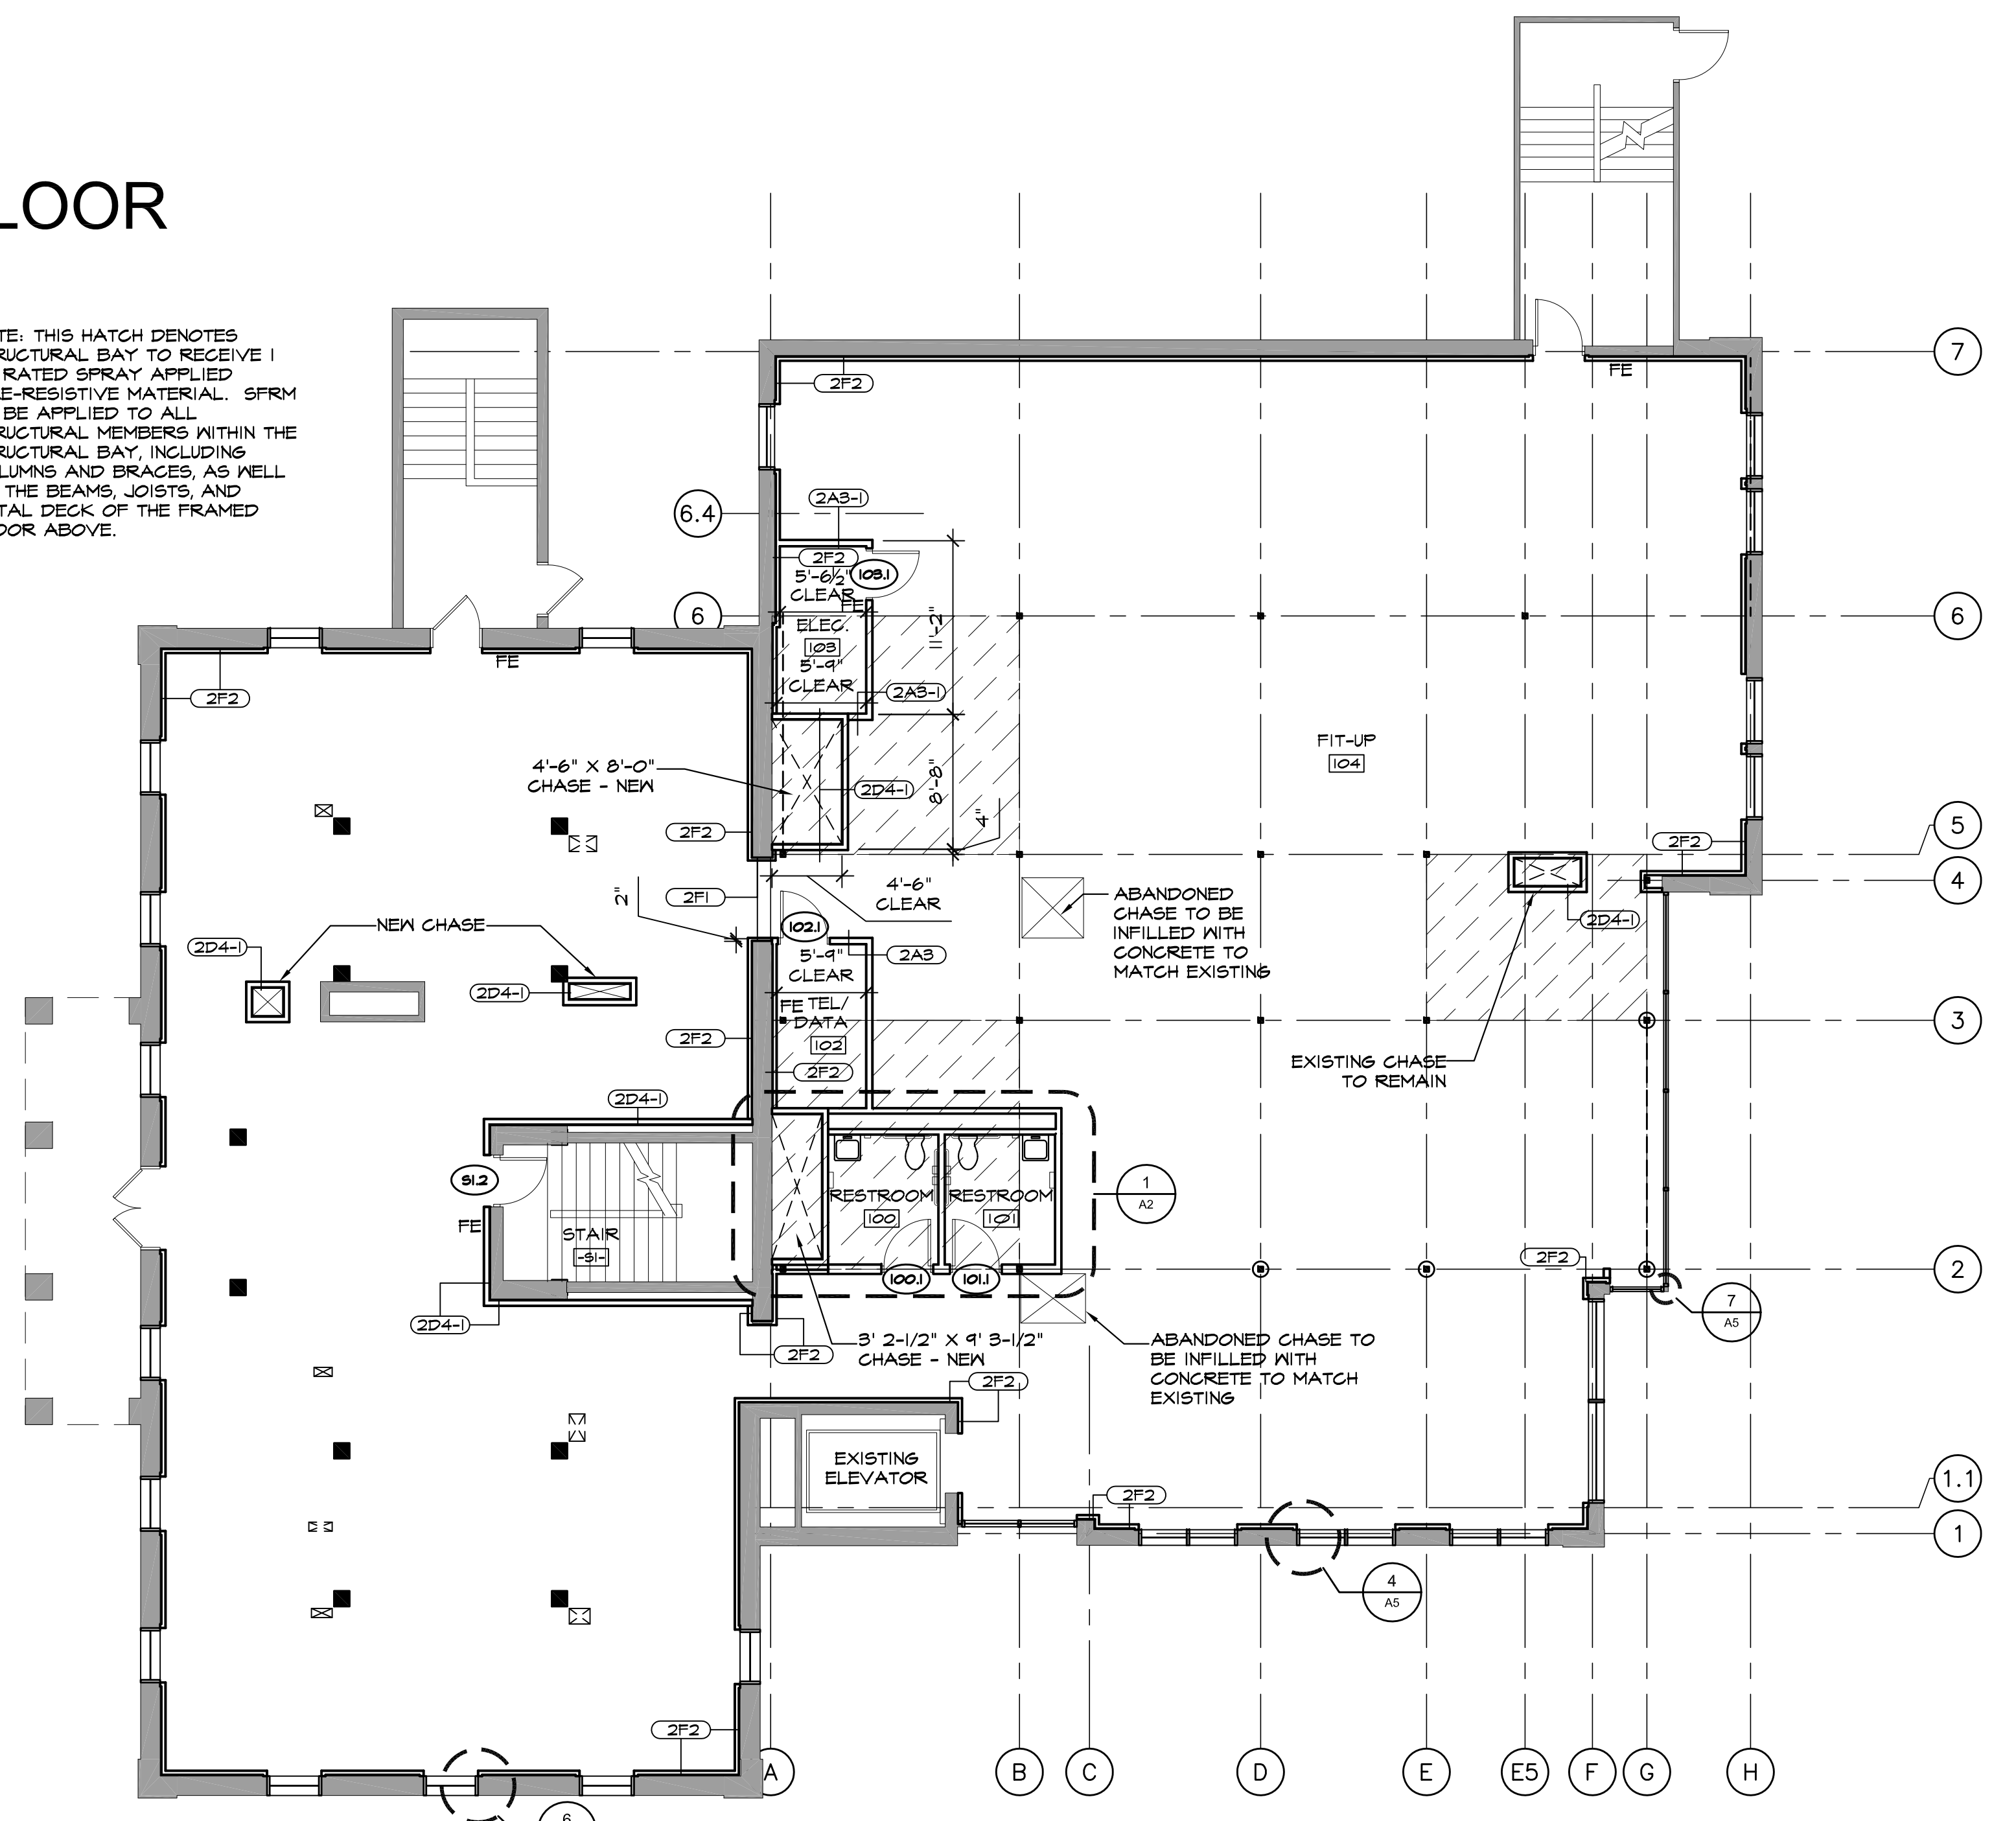 LOOR
TE: THIS HATCH DENOTES
RUCTURAL BAY TO RECEIVE 1
RATED SPRAY APPLIED
E-RESISTIVE MATERIAL. SFRM
BE APPLIED TO ALL
RUCTURAL MEMBERS WITHIN THE
RUCTURAL BAY, INCLUDING
LUMNS AND BRACES, AS WELL
THE BEAMS, JOISTS, AND
TAL DECK OF THE FRAMED
OOR ABOVE.
7
2F2
FE
2A3-1
6.4
2F2
5'-6½"
CLEAR
103.1
FE
6
ELEC.
103
5'-9"
CLEAR
11'-2"
6
FE
2F2
2A3-1
FIT-UP
104
4'-6" X 8'-0"
CHASE - NEW
2D4-1
8'-8"
4"
2F2
5
2F2
4
2"
2F1
4'-6"
CLEAR
ABANDONED
CHASE TO BE
INFILLED WITH
CONCRETE TO
MATCH EXISTING
2D4-1
NEW CHASE
2D4-1
102.1
5'-9"
CLEAR
2A3
2D4-1
FE
TEL/
DATA
102
3
2F2
2F2
EXISTING CHASE
TO REMAIN
2D4-1
S1.2
FE
STAIR
-S1-
RESTROOM
100
RESTROOM
101
1
A2
100.1
101.1
2F2
2
2D4-1
7
A5
2F2
3' 2-1/2" X 9' 3-1/2"
CHASE - NEW
ABANDONED CHASE TO
BE INFILLED WITH
CONCRETE TO MATCH
EXISTING
2F2
EXISTING
ELEVATOR
2F2
1.1
1
4
A5
2F2
A
B
C
D
E
E5
F
G
H
6